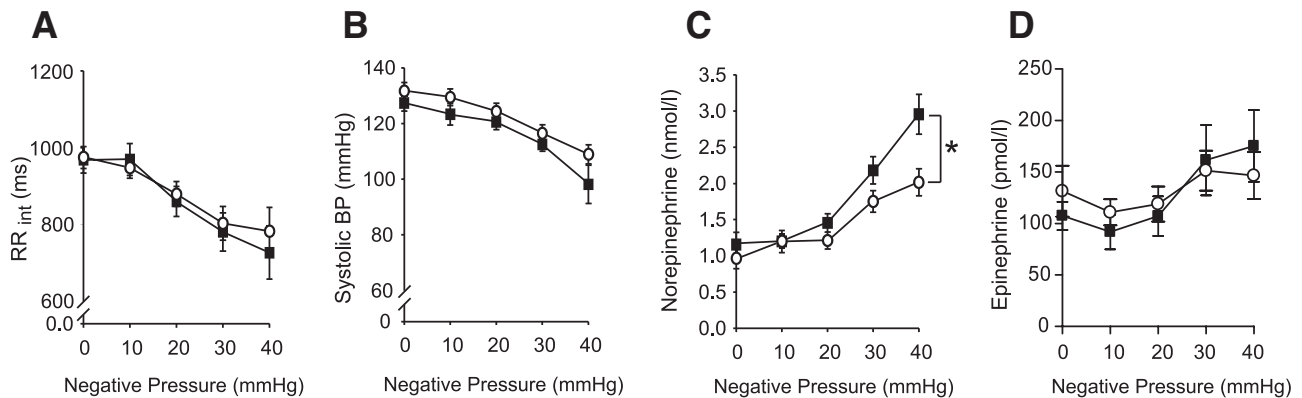 A
RR int (ms)
1200
1000
800
600
0.0
0 10 20 30 40
Negative Pressure (mmHg)
B
Systolic BP (mmHg)
140
120
100
80
60
0
0 10 20 30 40
Negative Pressure (mmHg)
C
Norepinephrine (nmol/l)
3.5
3.0
2.5
2.0
1.5
1.0
0.5
0.0
*
0 10 20 30 40
Negative Pressure (mmHg)
D
Epinephrine (pmol/l)
250
200
150
100
50
0
0 10 20 30 40
Negative Pressure (mmHg)